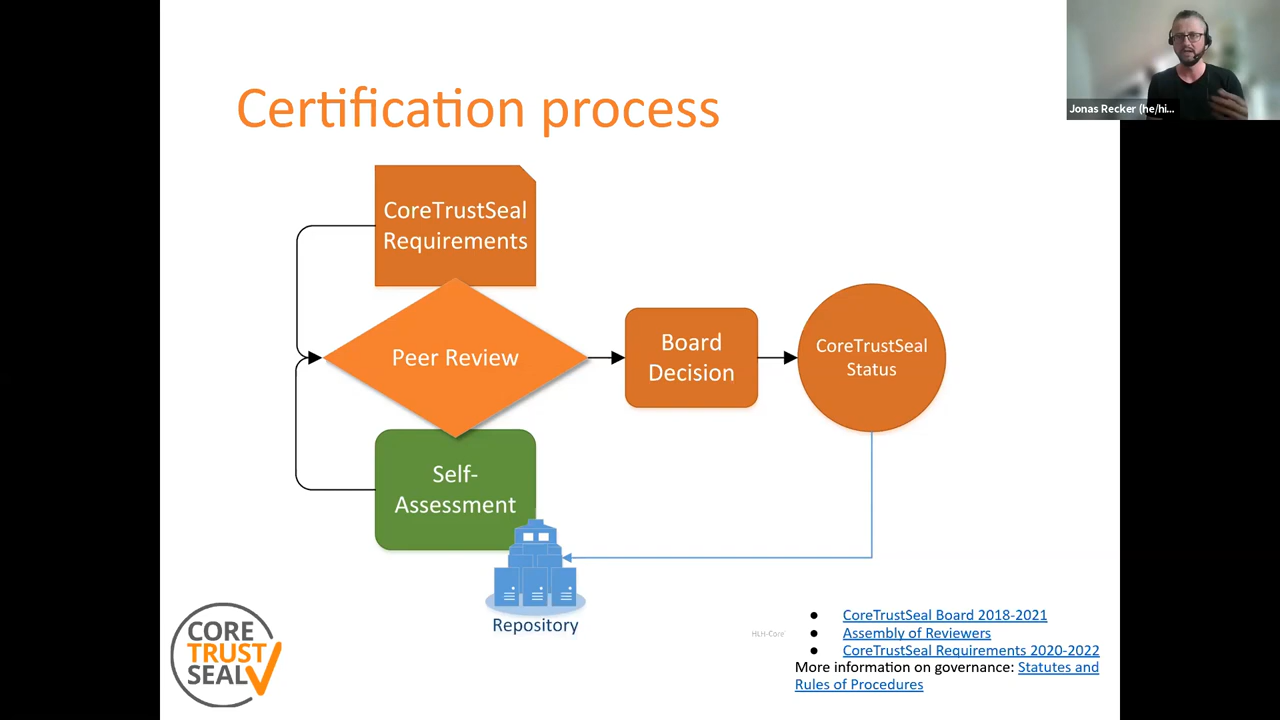 Certification process
Jonas Recker (he/hi...
CoreTrustSeal
Requirements
Peer Review
Board
Decision
CoreTrustSeal
Status
Self-
Assessment
Repository
CORE
TRUST
SEAL
HLH-Core
● CoreTrustSeal Board 2018-2021
● Assembly of Reviewers
● CoreTrustSeal Requirements 2020-2022
More information on governance: Statutes and
Rules of Procedures